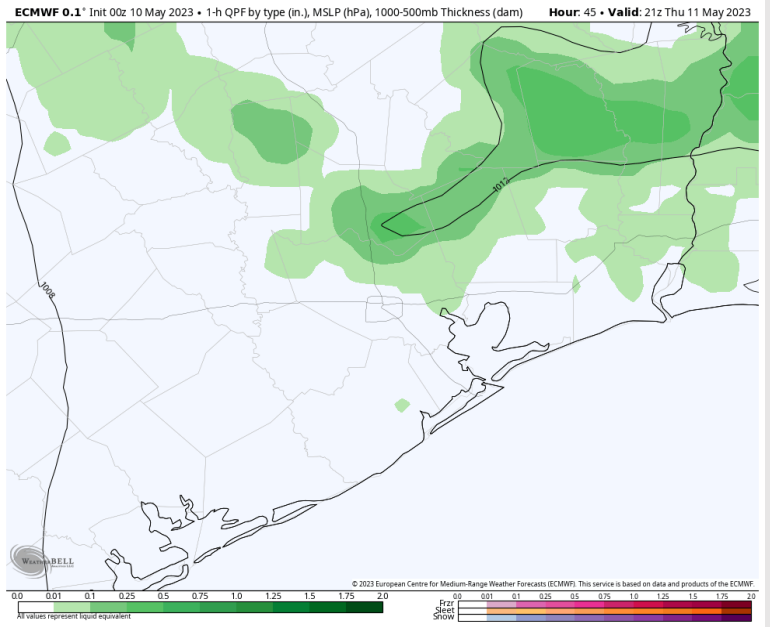 ECMWF 0.1° Init 00z 10 May 2023 • 1-h QPF by type (in.), MSLP (hPa), 1000-500mb Thickness (dam) Hour: 45 • Valid: 21z Thu 11 May 2023
1012
1008
WEATHERBELL
© 2023 European Centre for Medium-Range Weather Forecasts (ECMWF). This service is based on data and products of the ECMWF.
0.0 0.01 0.1 0.25 0.5 0.75 1.0 1.25 1.5 1.75 2.0
All values represent liquid equivalent
0.0 0.01 0.1 0.25 0.5 0.75 1.0 1.25 1.5 1.75 2.0
Frzr
Sleet
Snow